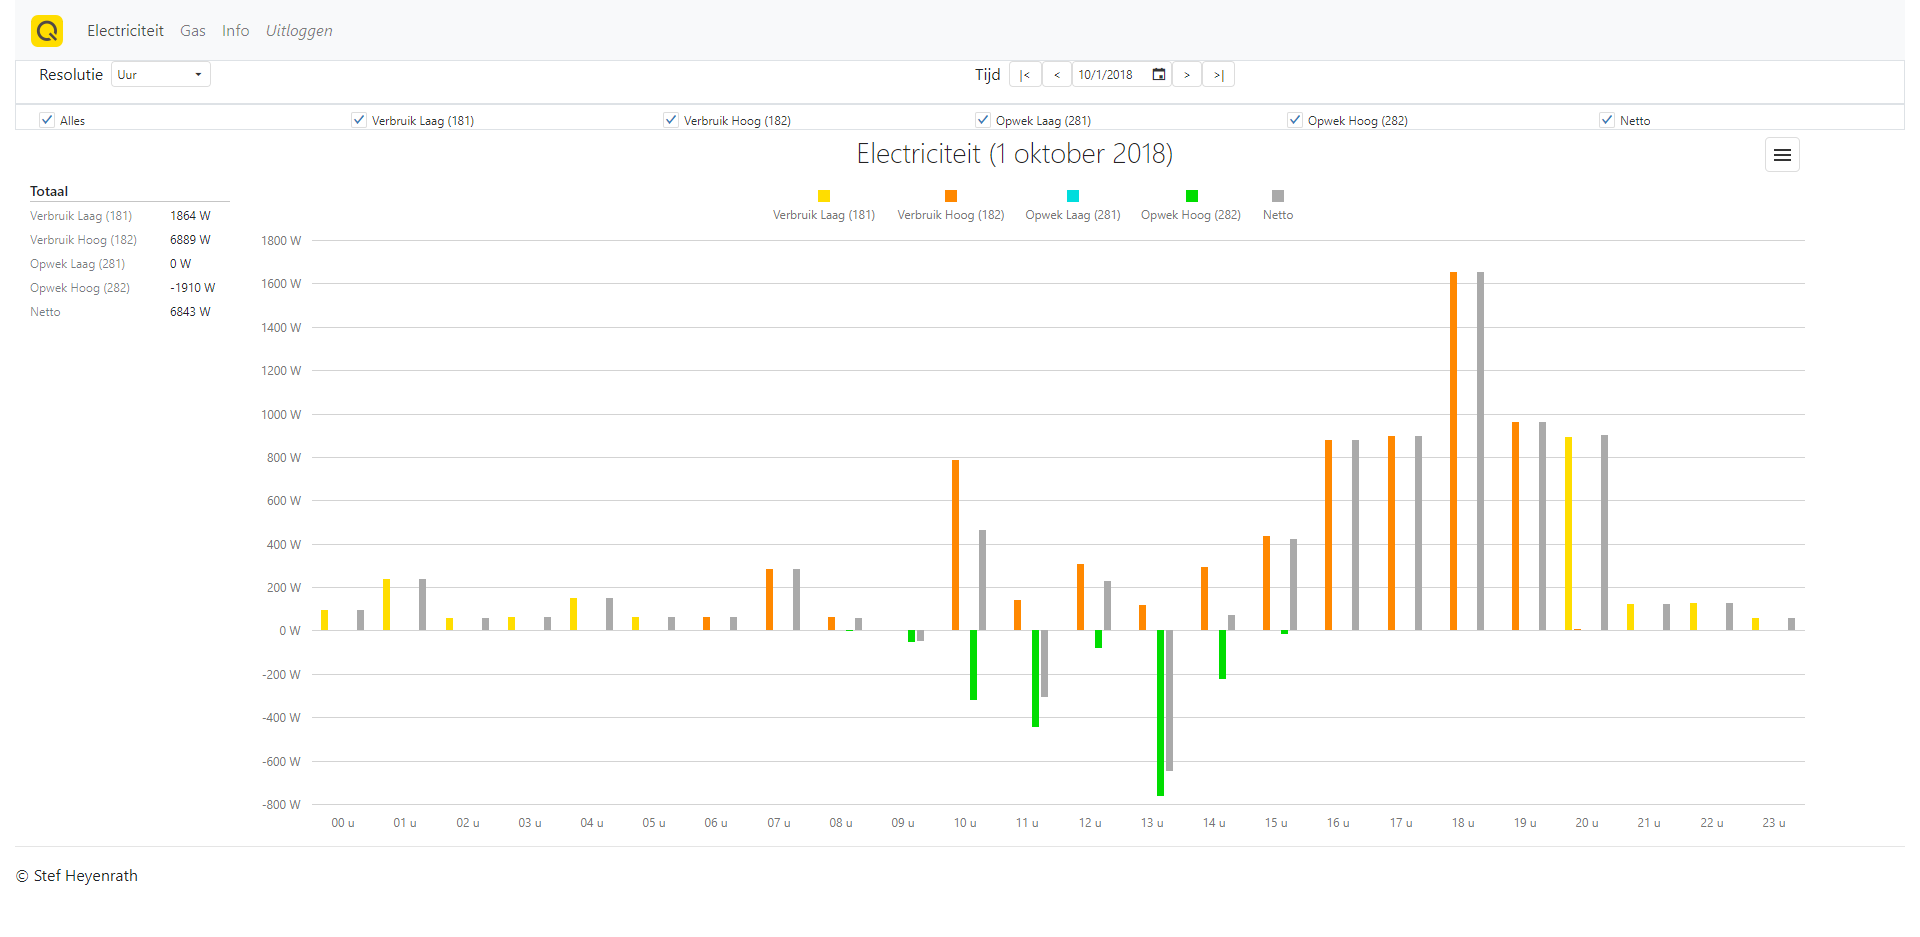 Electriciteit Gas Info Uitloggen
Resolutie Uur Tijd |< < 10/1/2018 > >|
Alles Verbruik Laag (181) Verbruik Hoog (182) Opwek Laag (281) Opwek Hoog (282) Netto
Electriciteit (1 oktober 2018)
Totaal
Verbruik Laag (181) 1864 W
Verbruik Hoog (182) 6889 W
Opwek Laag (281) 0 W
Opwek Hoog (282) -1910 W
Netto 6843 W
Verbruik Laag (181) Verbruik Hoog (182) Opwek Laag (281) Opwek Hoog (282) Netto
1800 W
1600 W
1400 W
1200 W
1000 W
800 W
600 W
400 W
200 W
0 W
-200 W
-400 W
-600 W
-800 W
00 u 01 u 02 u 03 u 04 u 05 u 06 u 07 u 08 u 09 u 10 u 11 u 12 u 13 u 14 u 15 u 16 u 17 u 18 u 19 u 20 u 21 u 22 u 23 u
© Stef Heyenrath